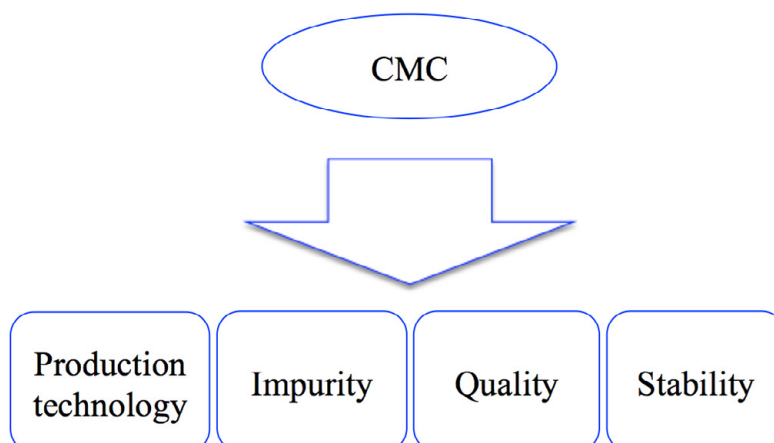 CMC
Production
technology
Impurity
Quality
Stability